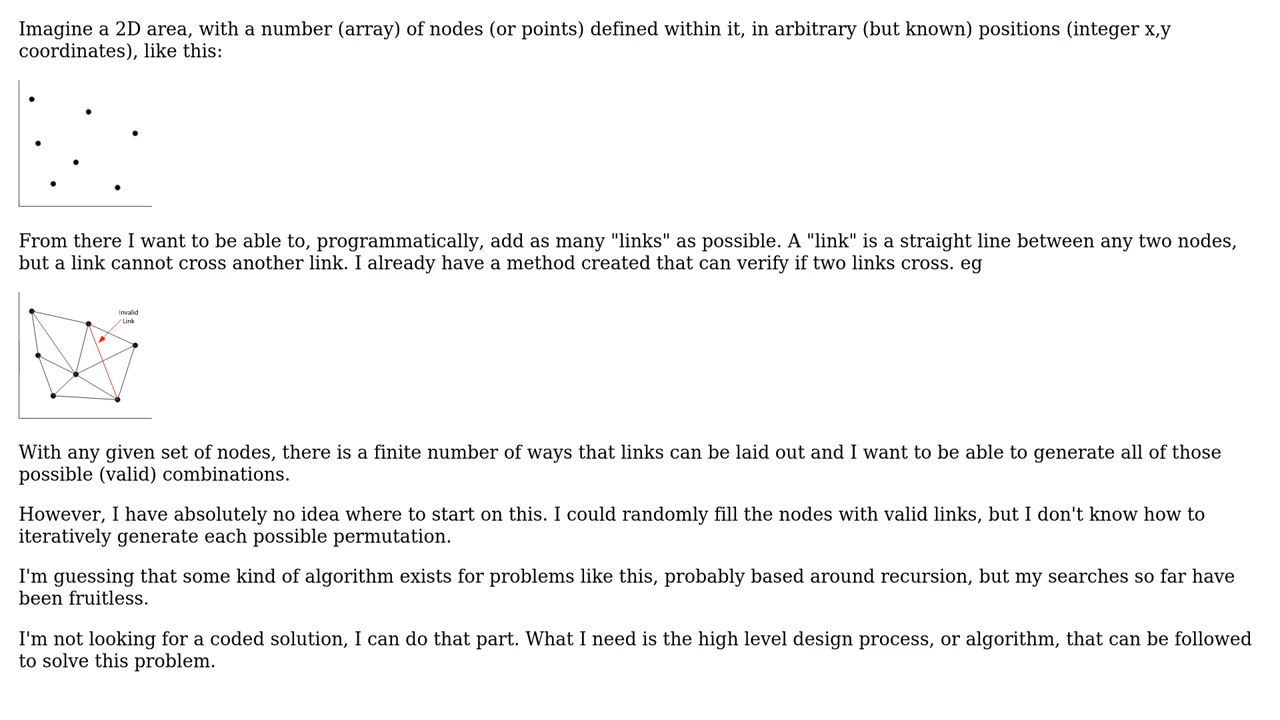 Imagine a 2D area, with a number (array) of nodes (or points) defined within it, in arbitrary (but known) positions (integer x,y
coordinates), like this:
From there I want to be able to, programmatically, add as many "links" as possible. A "link" is a straight line between any two nodes,
but a link cannot cross another link. I already have a method created that can verify if two links cross. eg
Invalid
Link
With any given set of nodes, there is a finite number of ways that links can be laid out and I want to be able to generate all of those
possible (valid) combinations.
However, I have absolutely no idea where to start on this. I could randomly fill the nodes with valid links, but I don't know how to
iteratively generate each possible permutation.
I'm guessing that some kind of algorithm exists for problems like this, probably based around recursion, but my searches so far have
been fruitless.
I'm not looking for a coded solution, I can do that part. What I need is the high level design process, or algorithm, that can be followed
to solve this problem.